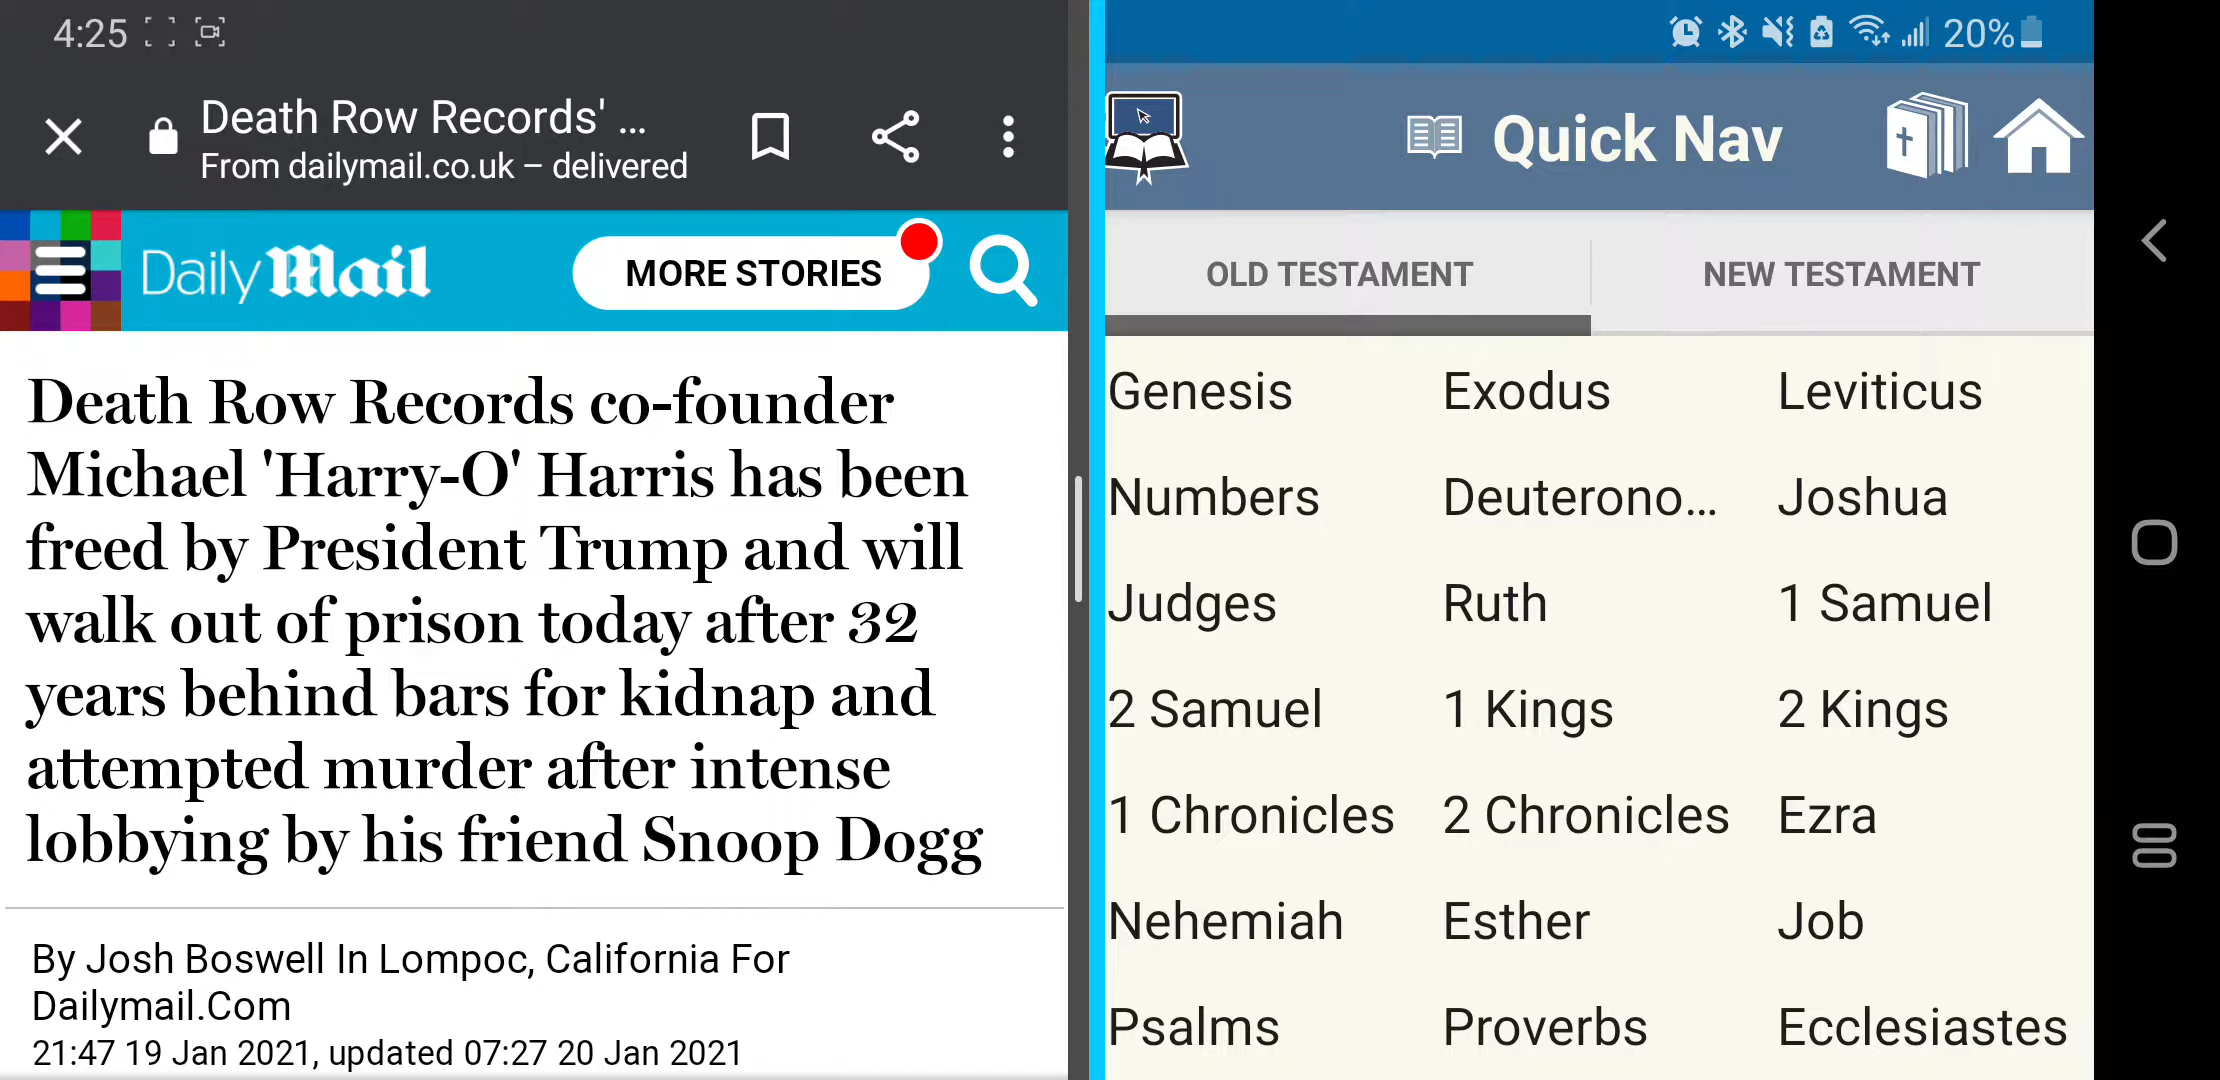 4:25
20%
Death Row Records' ...
From dailymail.co.uk – delivered
Daily Mail
MORE STORIES
Death Row Records co-founder
Michael 'Harry-O' Harris has been
freed by President Trump and will
walk out of prison today after 32
years behind bars for kidnap and
attempted murder after intense
lobbying by his friend Snoop Dogg
By Josh Boswell In Lompoc, California For
Dailymail.Com
21:47 19 Jan 2021, updated 07:27 20 Jan 2021
Quick Nav
OLD TESTAMENT NEW TESTAMENT
Genesis Exodus Leviticus
Numbers Deuterono... Joshua
Judges Ruth 1 Samuel
2 Samuel 1 Kings 2 Kings
1 Chronicles 2 Chronicles Ezra
Nehemiah Esther Job
Psalms Proverbs Ecclesiastes